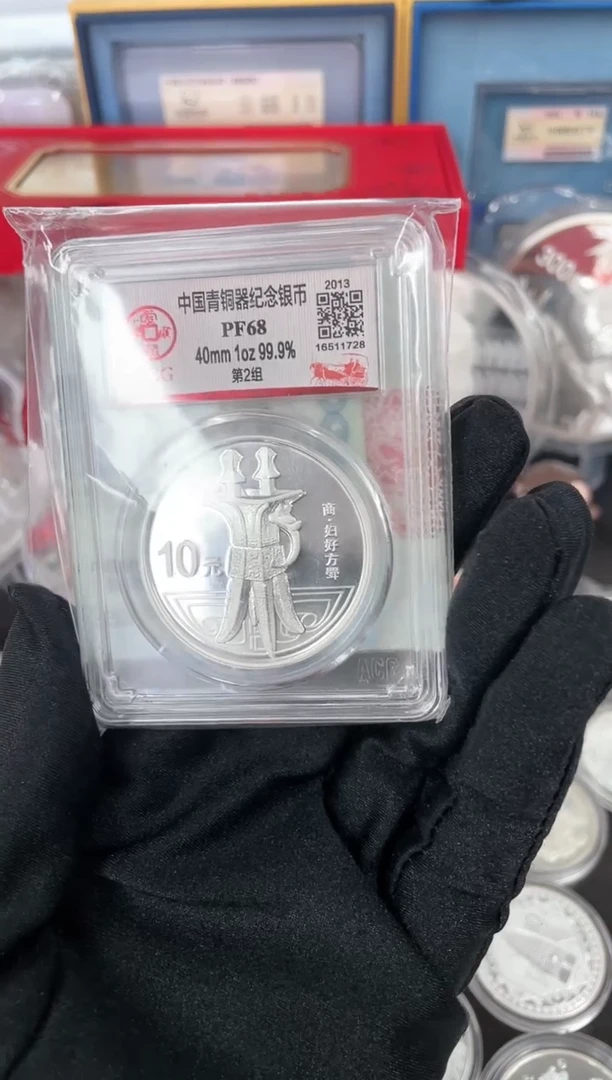 中国青铜器纪念银币
2013
PF68
40mm 1oz 99.9%
16511728
第2组
G
10元
商·妇好方斝
300